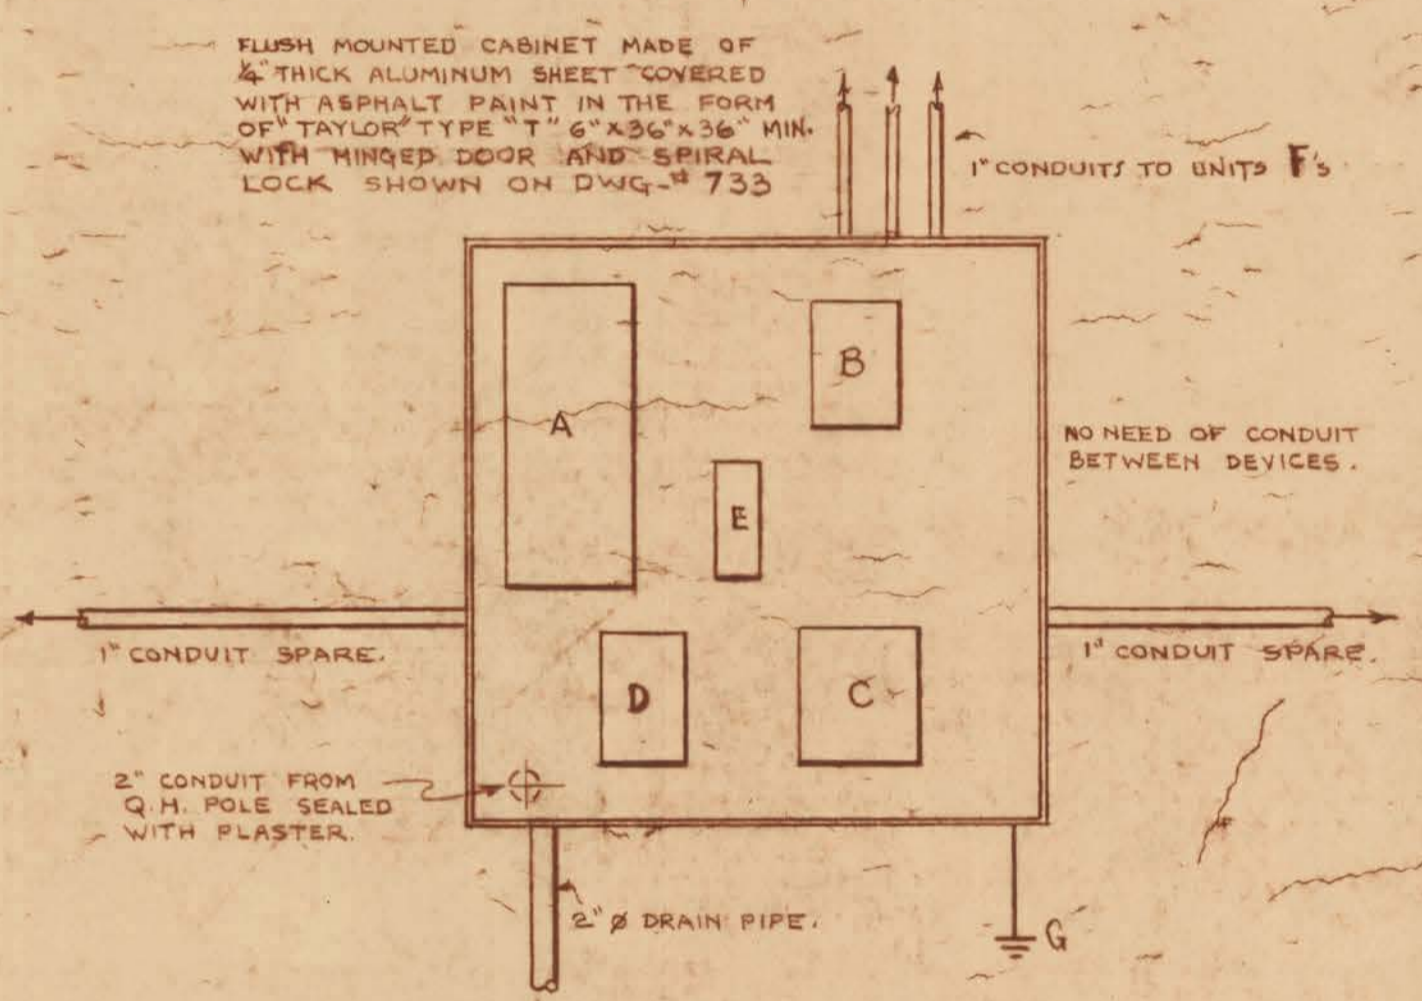 FLUSH MOUNTED CABINET MADE OF
1/4" THICK ALUMINUM SHEET COVERED
WITH ASPHALT PAINT IN THE FORM
OF "TAYLOR" TYPE "T" 6" x 36" x 36" MIN.
WITH MINGED DOOR AND SPIRAL
LOCK SHOWN ON DWG-# 733
1" CONDUITS TO UNITS F's
A
B
NO NEED OF CONDUIT
BETWEEN DEVICES.
E
1" CONDUIT SPARE.
1" CONDUIT SPARE.
D
C
2" CONDUIT FROM
Q.H. POLE SEALED
WITH PLASTER.
2" Ø DRAIN PIPE.
G